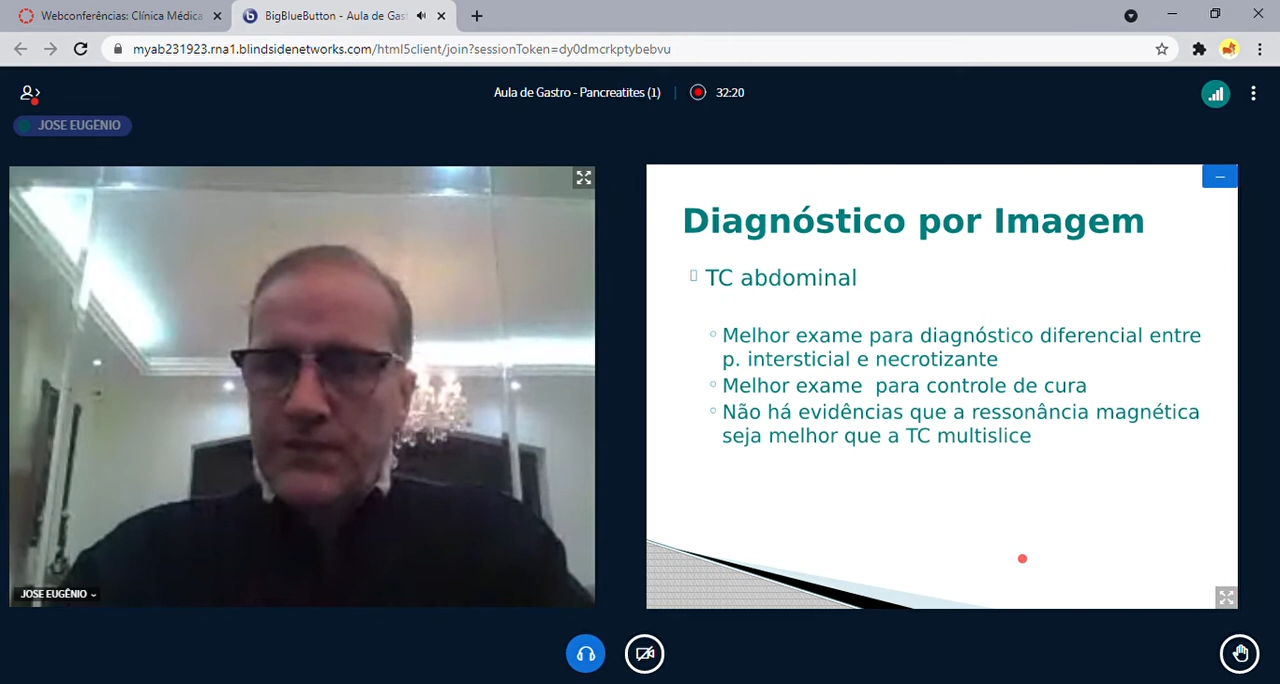 Webconferências: Clínica Médica
BigBlueButton - Aula de Gas
myab231923.rna1.blindsidenetworks.com/html5client/join?sessionToken=dy0dmcrkptybebvu
Aula de Gastro - Pancreatites (1)
32:20
JOSE EUGÊNIO
JOSE EUGÊNIO
Diagnóstico por Imagem
TC abdominal
Melhor exame para diagnóstico diferencial entre
p. intersticial e necrotizante
Melhor exame para controle de cura
Não há evidências que a ressonância magnética
seja melhor que a TC multislice